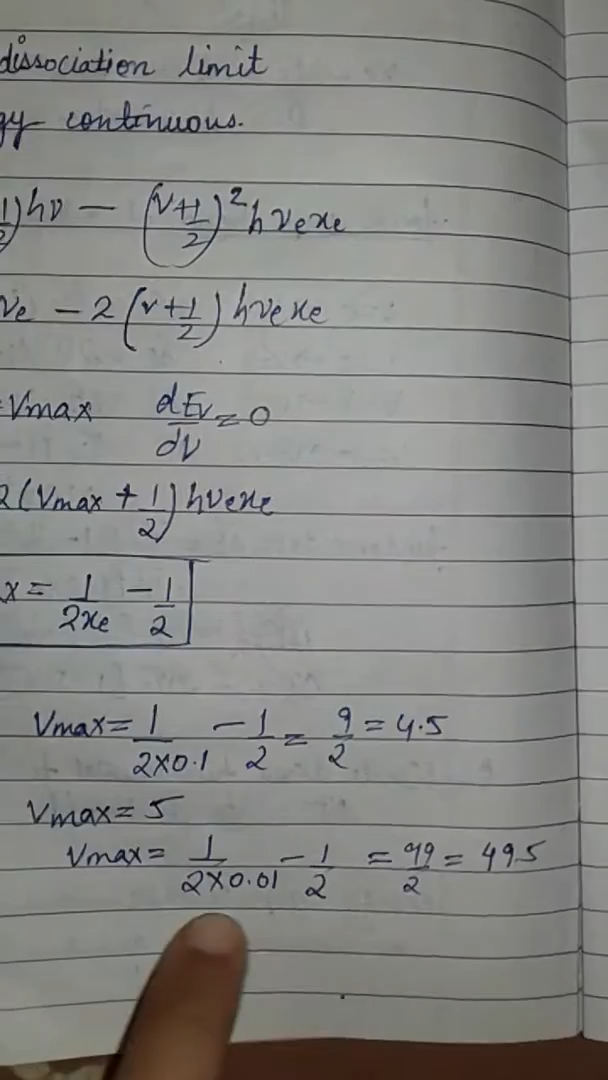 dissociation limit
gy continuous.
1/2)hν - (v+1/2)² hνexe
νe - 2 (v+1/2) hνexe
= Vmax dEv/dv = 0
2 (Vmax + 1/2) hνexe
x = 1/2xe - 1/2
Vmax = 1/2×0.1 - 1/2 = 9/2 = 4.5
Vmax = 5
Vmax = 1/2×0.01 - 1/2 = 99/2 = 49.5